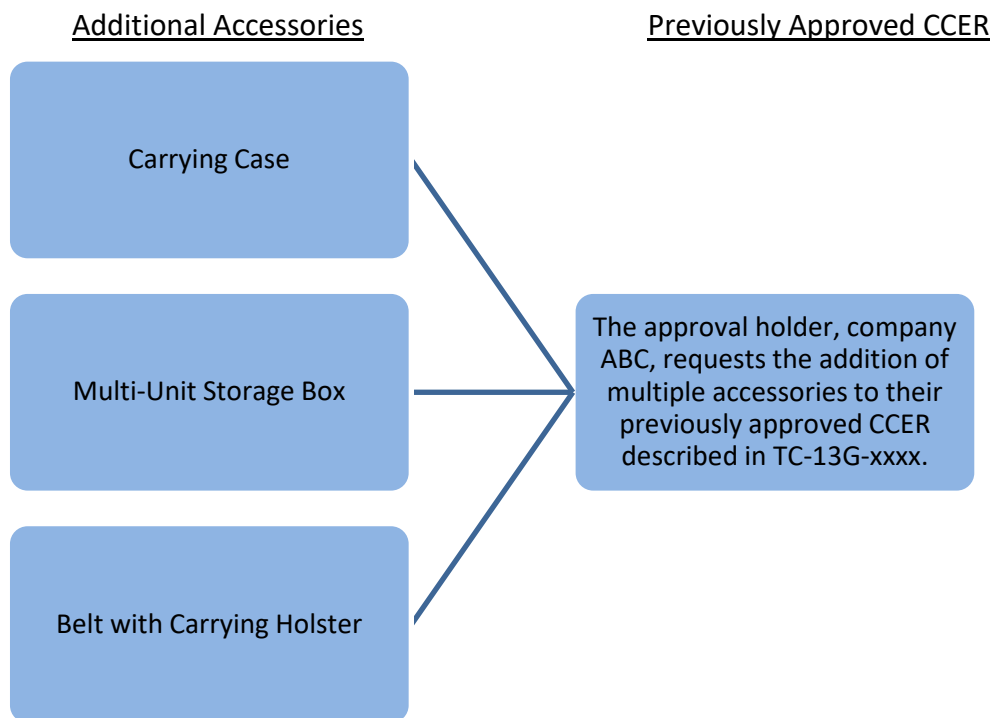 Additional Accessories
Previously Approved CCER
Carrying Case
Multi-Unit Storage Box
Belt with Carrying Holster
The approval holder, company
ABC, requests the addition of
multiple accessories to their
previously approved CCER
described in TC-13G-xxxx.